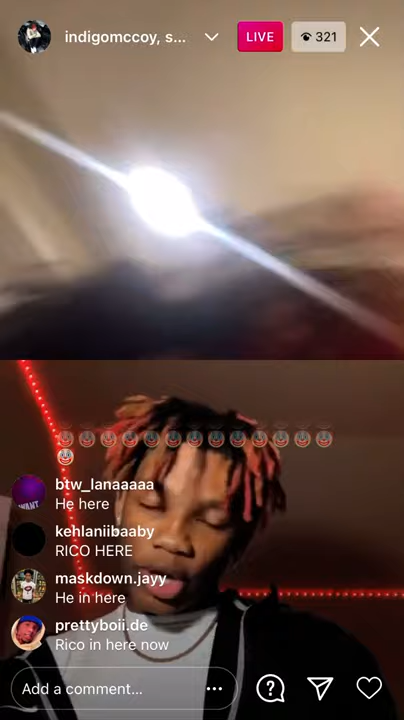 indigomccoy, s...
LIVE
321
btw_lanaaaaa
He here
kehlaniibaaby
RICO HERE
maskdown.jayy
He in here
prettyboii.de
Rico in here now
Add a comment...